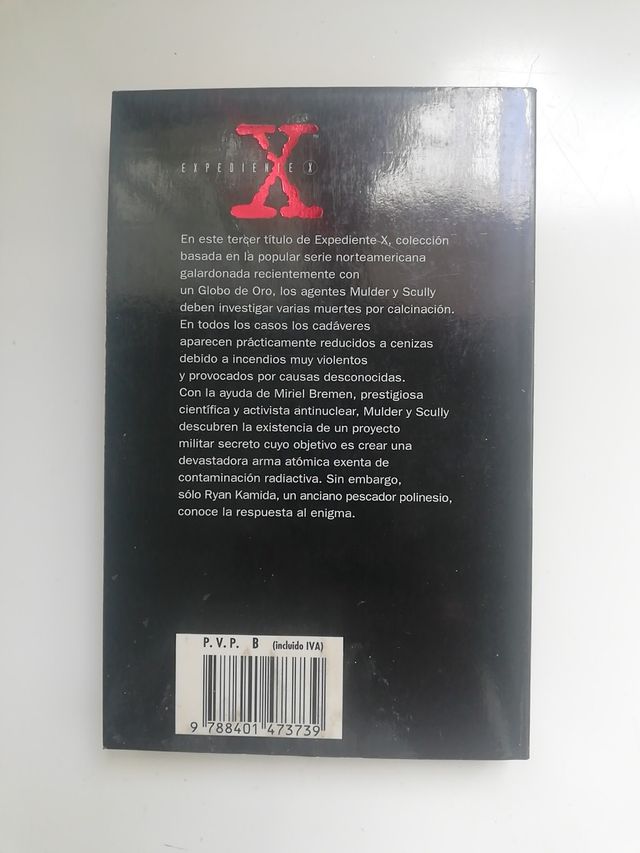 X
™
EXPEDIENTE X
En este tercer título de Expediente X, colección
basada en la popular serie norteamericana
galardonada recientemente con
un Globo de Oro, los agentes Mulder y Scully
deben investigar varias muertes por calcinación.
En todos los casos los cadáveres
aparecen prácticamente reducidos a cenizas
debido a incendios muy violentos
y provocados por causas desconocidas.
Con la ayuda de Miriel Bremen, prestigiosa
científica y activista antinuclear, Mulder y Scully
descubren la existencia de un proyecto
militar secreto cuyo objetivo es crear una
devastadora arma atómica exenta de
contaminación radiactiva. Sin embargo,
sólo Ryan Kamida, un anciano pescador polinesio,
conoce la respuesta al enigma.
P.V.P. B (incluido IVA)
9 788401 473739